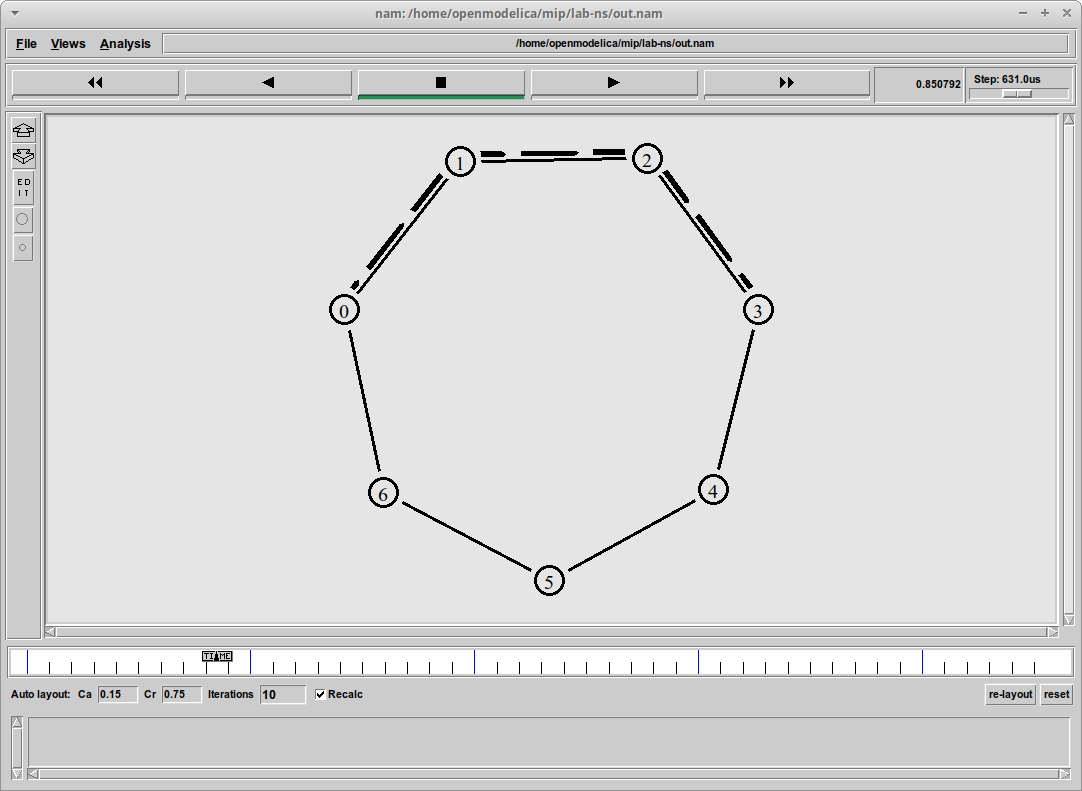 nam: /home/openmodelica/mip/lab-ns/out.nam
File Views Analysis /home/openmodelica/mip/lab-ns/out.nam
0.850792 Step: 631.0us
ED
IT
1 2
0 3
6 4
5
TIME
Auto layout: Ca 0.15 Cr 0.75 Iterations 10 Recalc re-layout reset